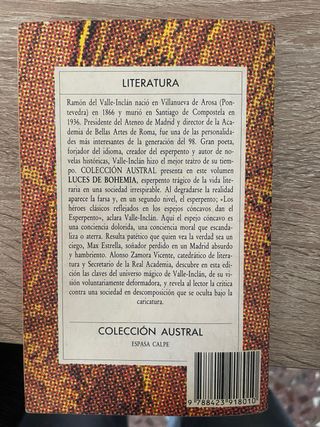 LITERATURA
Ramón del Valle-Inclán nació en Villanueva de Arosa (Pon-
tevedra) en 1866 y murió en Santiago de Compostela en
1936. Presidente del Ateneo de Madrid y director de la Aca-
demia de Bellas Artes de Roma, fue una de las personalida-
des más interesantes de la generación del 98. Gran poeta,
forjador del idioma, creador del esperpento y autor de no-
velas históricas, Valle-Inclán hizo el mejor teatro de su tiem-
po. COLECCIÓN AUSTRAL presenta en este volumen
LUCES DE BOHEMIA, esperpento trágico de la vida lite-
raria en una sociedad irrespirable. Al degradarse la realidad
aparece la farsa y, en un segundo nivel, el esperpento; «Los
héroes clásicos reflejados en los espejos cóncavos dan el
Esperpento», aclara Valle-Inclán. Aquí el espejo cóncavo es
una conciencia dolorida, una conciencia moral que escanda-
liza o aterra. Resulta patético que quien vea la verdad sea un
ciego, Max Estrella, soñador perdido en un Madrid absurdo
y hambriento. Alonso Zamora Vicente, catedrático de litera-
tura y Secretario de la Real Academia, descubre en esta edi-
ción las claves del universo mágico de Valle-Inclán, de su vi-
sión voluntariamente deformadora, y revela al lector la crítica
contra una sociedad en descomposición que se oculta bajo la
caricatura.
COLECCIÓN AUSTRAL
ESPASA CALPE
9 788423 918010